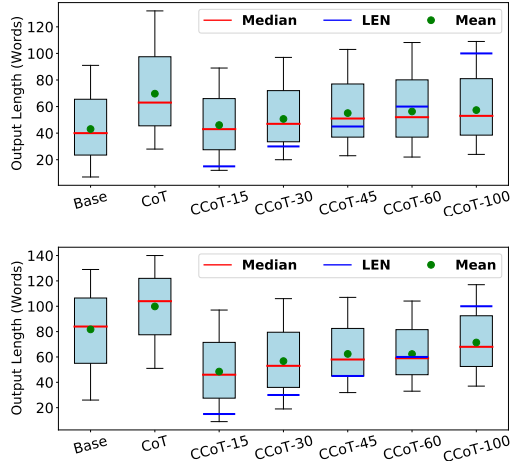 Median LEN Mean
Output Length (Words)
120
100
80
60
40
20
Base CoT CCoT-15 CCoT-30 CCoT-45 CCoT-60 CCoT-100
Median LEN Mean
Output Length (Words)
140
120
100
80
60
40
20
Base CoT CCoT-15 CCoT-30 CCoT-45 CCoT-60 CCoT-100